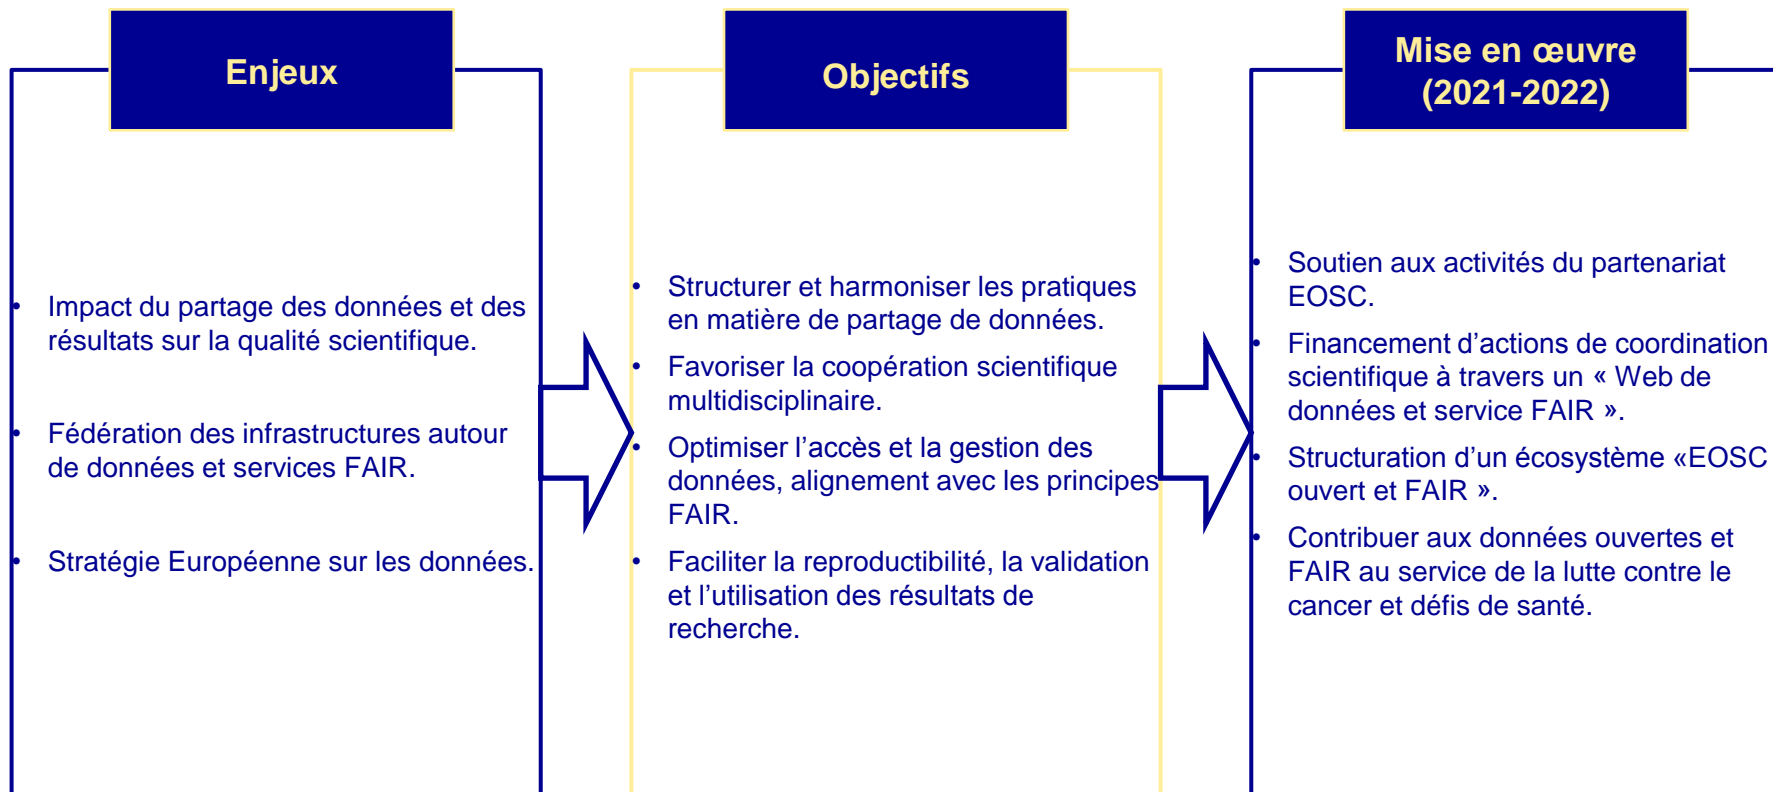 Enjeux
• Impact du partage des données et des
résultats sur la qualité scientifique.
• Fédération des infrastructures autour
de données et services FAIR.
• Stratégie Européenne sur les données.
Objectifs
• Structurer et harmoniser les pratiques
en matière de partage de données.
• Favoriser la coopération scientifique
multidisciplinaire.
• Optimiser l’accès et la gestion des
données, alignement avec les principes
FAIR.
• Faciliter la reproductibilité, la validation
et l’utilisation des résultats de
recherche.
Mise en œuvre
(2021-2022)
• Soutien aux activités du partenariat
EOSC.
• Financement d’actions de coordination
scientifique à travers un « Web de
données et service FAIR ».
• Structuration d’un écosystème «EOSC
ouvert et FAIR ».
• Contribuer aux données ouvertes et
FAIR au service de la lutte contre le
cancer et défis de santé.